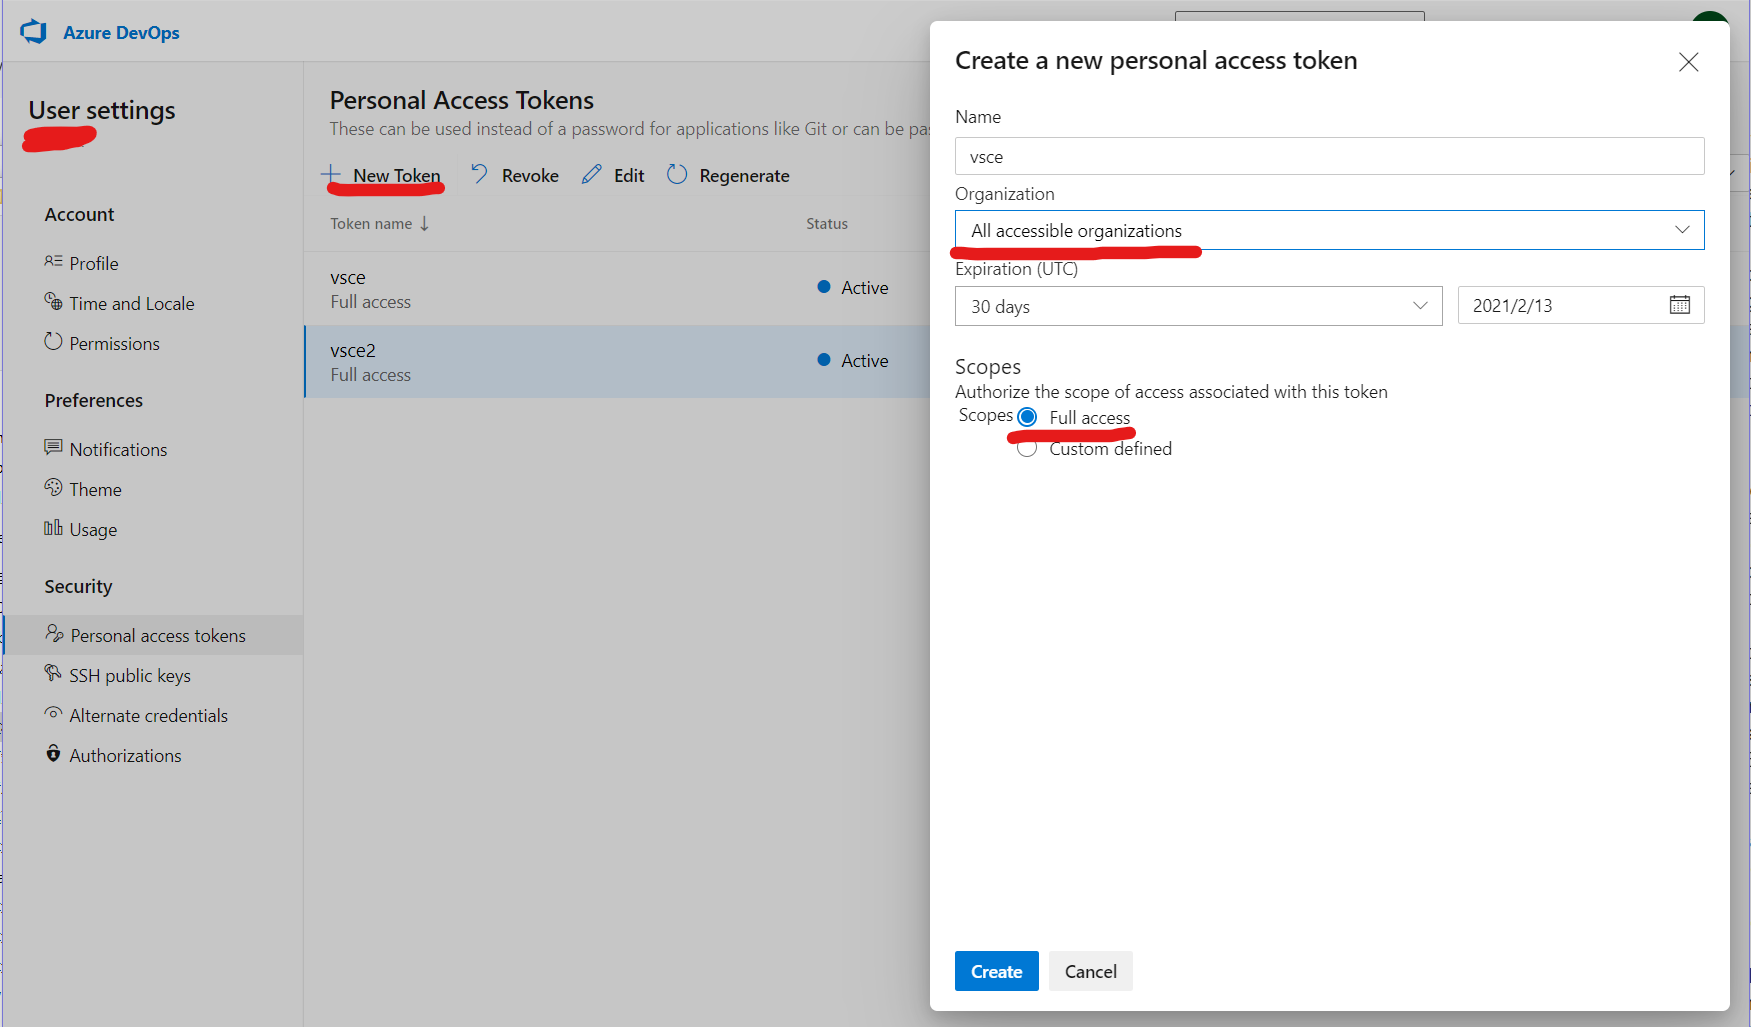 Azure DevOps
User settings
Account
Profile
Time and Locale
Permissions
Preferences
Notifications
Theme
Usage
Security
Personal access tokens
SSH public keys
Alternate credentials
Authorizations
Personal Access Tokens
These can be used instead of a password for applications like Git or can be pa
New Token Revoke Edit Regenerate
Token name ↓ Status
vsce Active
Full access
vsce2 Active
Full access
Create a new personal access token
Name
vsce
Organization
All accessible organizations
Expiration (UTC)
30 days 2021/2/13
Scopes
Authorize the scope of access associated with this token
Scopes Full access
Custom defined
Create Cancel